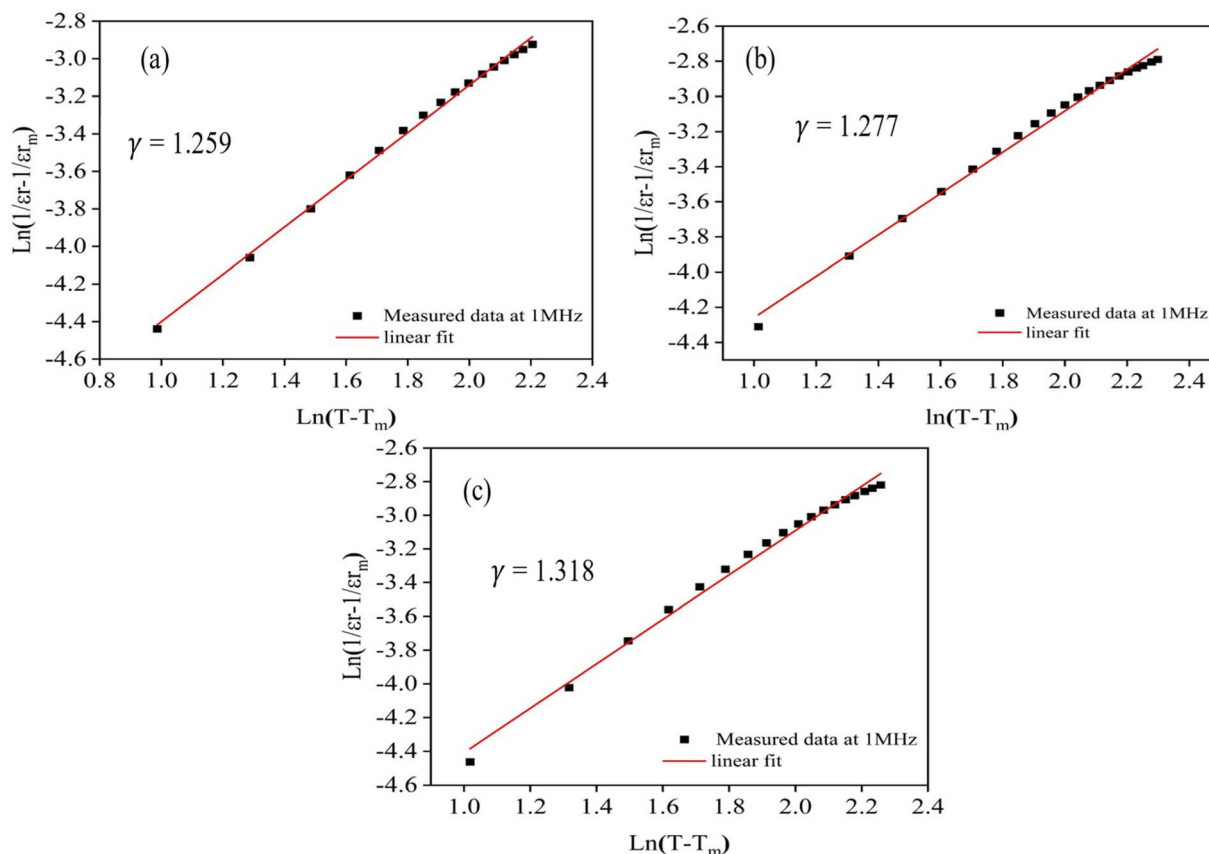 (a)
γ = 1.259
Ln(1/εr-1/εr_m)
-2.8
-3.0
-3.2
-3.4
-3.6
-3.8
-4.0
-4.2
-4.4
-4.6
Measured data at 1MHz
linear fit
0.8 1.0 1.2 1.4 1.6 1.8 2.0 2.2 2.4
Ln(T-T_m)
(b)
γ = 1.277
Ln(1/εr-1/εr_m)
-2.6
-2.8
-3.0
-3.2
-3.4
-3.6
-3.8
-4.0
-4.2
-4.4
Measured data at 1MHz
linear fit
1.0 1.2 1.4 1.6 1.8 2.0 2.2 2.4
ln(T-T_m)
(c)
γ = 1.318
Ln(1/εr-1/εr_m)
-2.6
-2.8
-3.0
-3.2
-3.4
-3.6
-3.8
-4.0
-4.2
-4.4
-4.6
Measured data at 1MHz
linear fit
1.0 1.2 1.4 1.6 1.8 2.0 2.2 2.4
Ln(T-T_m)